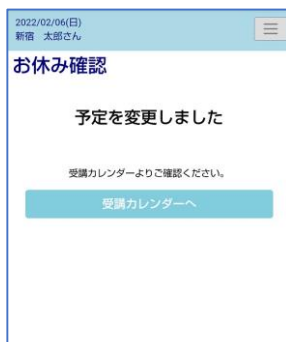 2022/02/06(日)
新宿　太郎さん
お休み確認
予定を変更しました
受講カレンダーよりご確認ください。
受講カレンダーへ